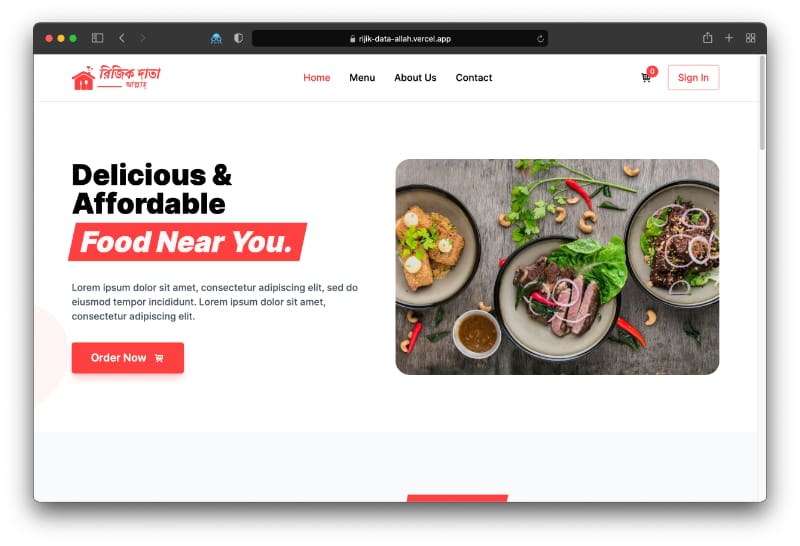 rijik-data-allah.vercel.app
রিজিক দাতা
আল্লাহ্
Home
Menu
About Us
Contact
0
Sign In
Delicious &
Affordable
Food Near You.
Lorem ipsum dolor sit amet, consectetur adipiscing elit, sed do
eiusmod tempor incididunt. Lorem ipsum dolor sit amet,
consectetur adipiscing elit.
Order Now